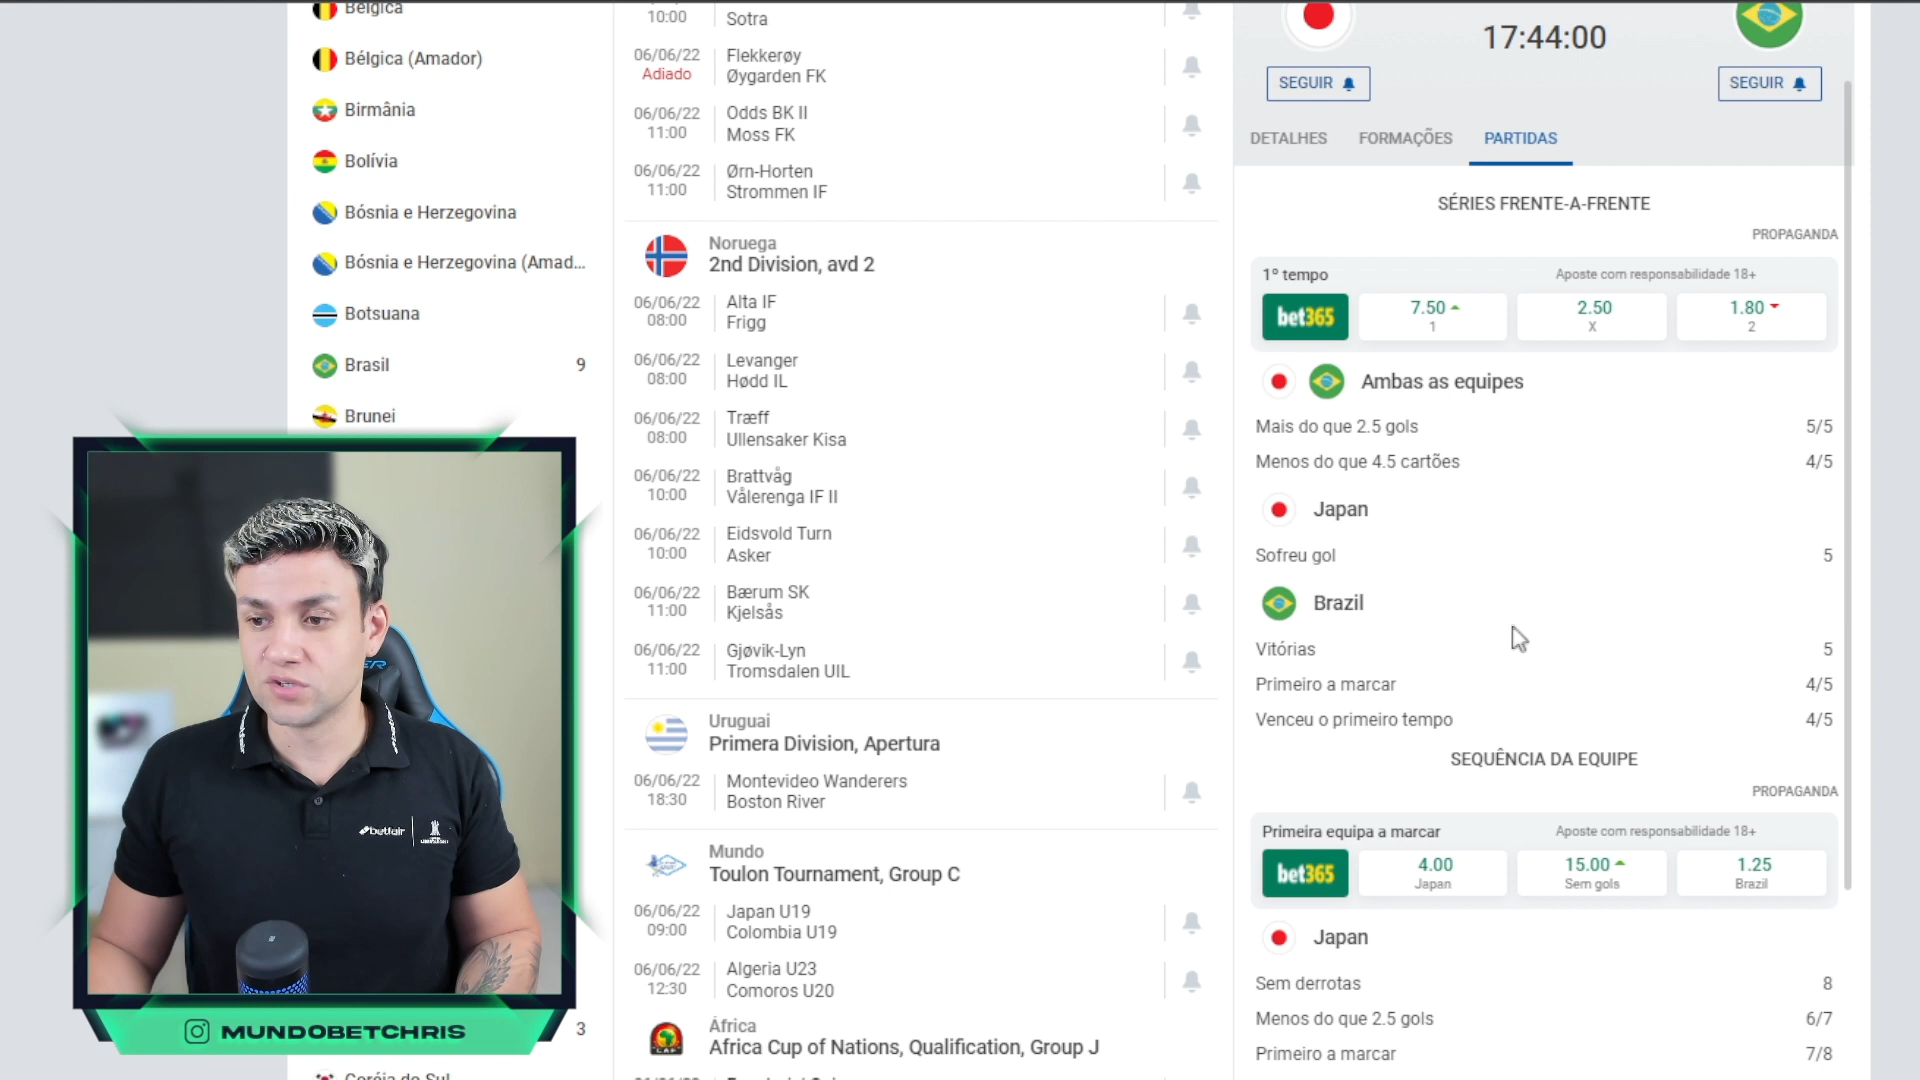 Bélgica
Bélgica (Amador)
Birmânia
Bolívia
Bósnia e Herzegovina
Bósnia e Herzegovina (Amad...
Botsuana
Brasil 9
Brunei
3
MUNDOBETCHRIS
betfair
10:00 Sotra
06/06/22 Flekkerøy
Adiado Øygarden FK
06/06/22 Odds BK II
11:00 Moss FK
06/06/22 Ørn-Horten
11:00 Strommen IF
Noruega
2nd Division, avd 2
06/06/22 Alta IF
08:00 Frigg
06/06/22 Levanger
08:00 Hødd IL
06/06/22 Træff
08:00 Ullensaker Kisa
06/06/22 Brattvåg
10:00 Vålerenga IF II
06/06/22 Eidsvold Turn
10:00 Asker
06/06/22 Bærum SK
11:00 Kjelsås
06/06/22 Gjøvik-Lyn
11:00 Tromsdalen UIL
Uruguai
Primera Division, Apertura
06/06/22 Montevideo Wanderers
18:30 Boston River
Mundo
Toulon Tournament, Group C
06/06/22 Japan U19
09:00 Colombia U19
06/06/22 Algeria U23
12:30 Comoros U20
África
Africa Cup of Nations, Qualification, Group J
17:44:00
SEGUIR SEGUIR
DETALHES FORMAÇÕES PARTIDAS
SÉRIES FRENTE-A-FRENTE
PROPAGANDA
1º tempo Aposte com responsabilidade 18+
bet365 7.50 2.50 1.80
1 X 2
Ambas as equipes
Mais do que 2.5 gols 5/5
Menos do que 4.5 cartões 4/5
Japan
Sofreu gol 5
Brazil
Vitórias 5
Primeiro a marcar 4/5
Venceu o primeiro tempo 4/5
SEQUÊNCIA DA EQUIPE
PROPAGANDA
Primeira equipa a marcar Aposte com responsabilidade 18+
bet365 4.00 15.00 1.25
Japan Sem gols Brazil
Japan
Sem derrotas 8
Menos do que 2.5 gols 6/7
Primeiro a marcar 7/8